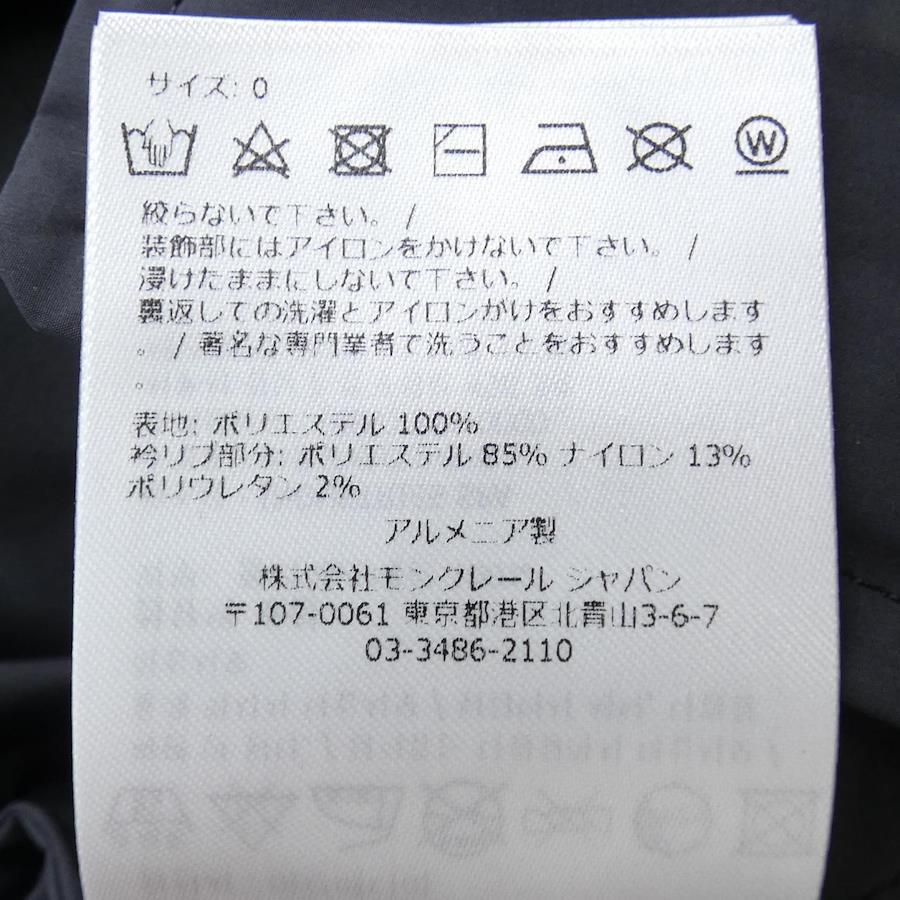 サイズ: 0
W
絞らないで下さい。 /
装飾部にはアイロンをかけないで下さい。 /
浸けたままにしないで下さい。 /
裏返しての洗濯とアイロンがけをおすすめします
。 / 著名な専門業者で洗うことをおすすめします
。
表地: ポリエステル 100%
衿リブ部分: ポリエステル 85% ナイロン 13%
ポリウレタン 2%
アルメニア製
株式会社モンクレール ジャパン
〒107-0061 東京都港区北青山3-6-7
03-3486-2110